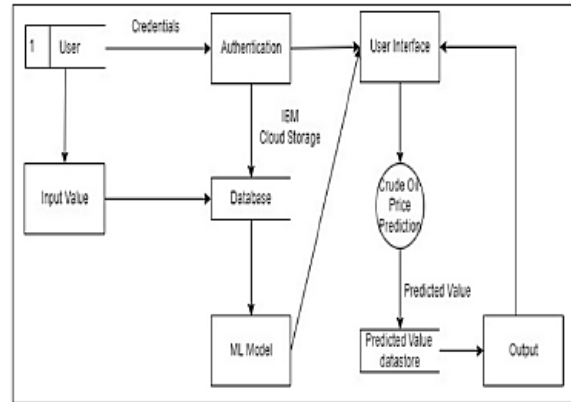 Credentials
1 User
Authentication
User Interface
IBM
Cloud Storage
Input Value
Database
Crude Oil
Price
Prediction
Predicted Value
ML Model
Predicted Value
datastore
Output